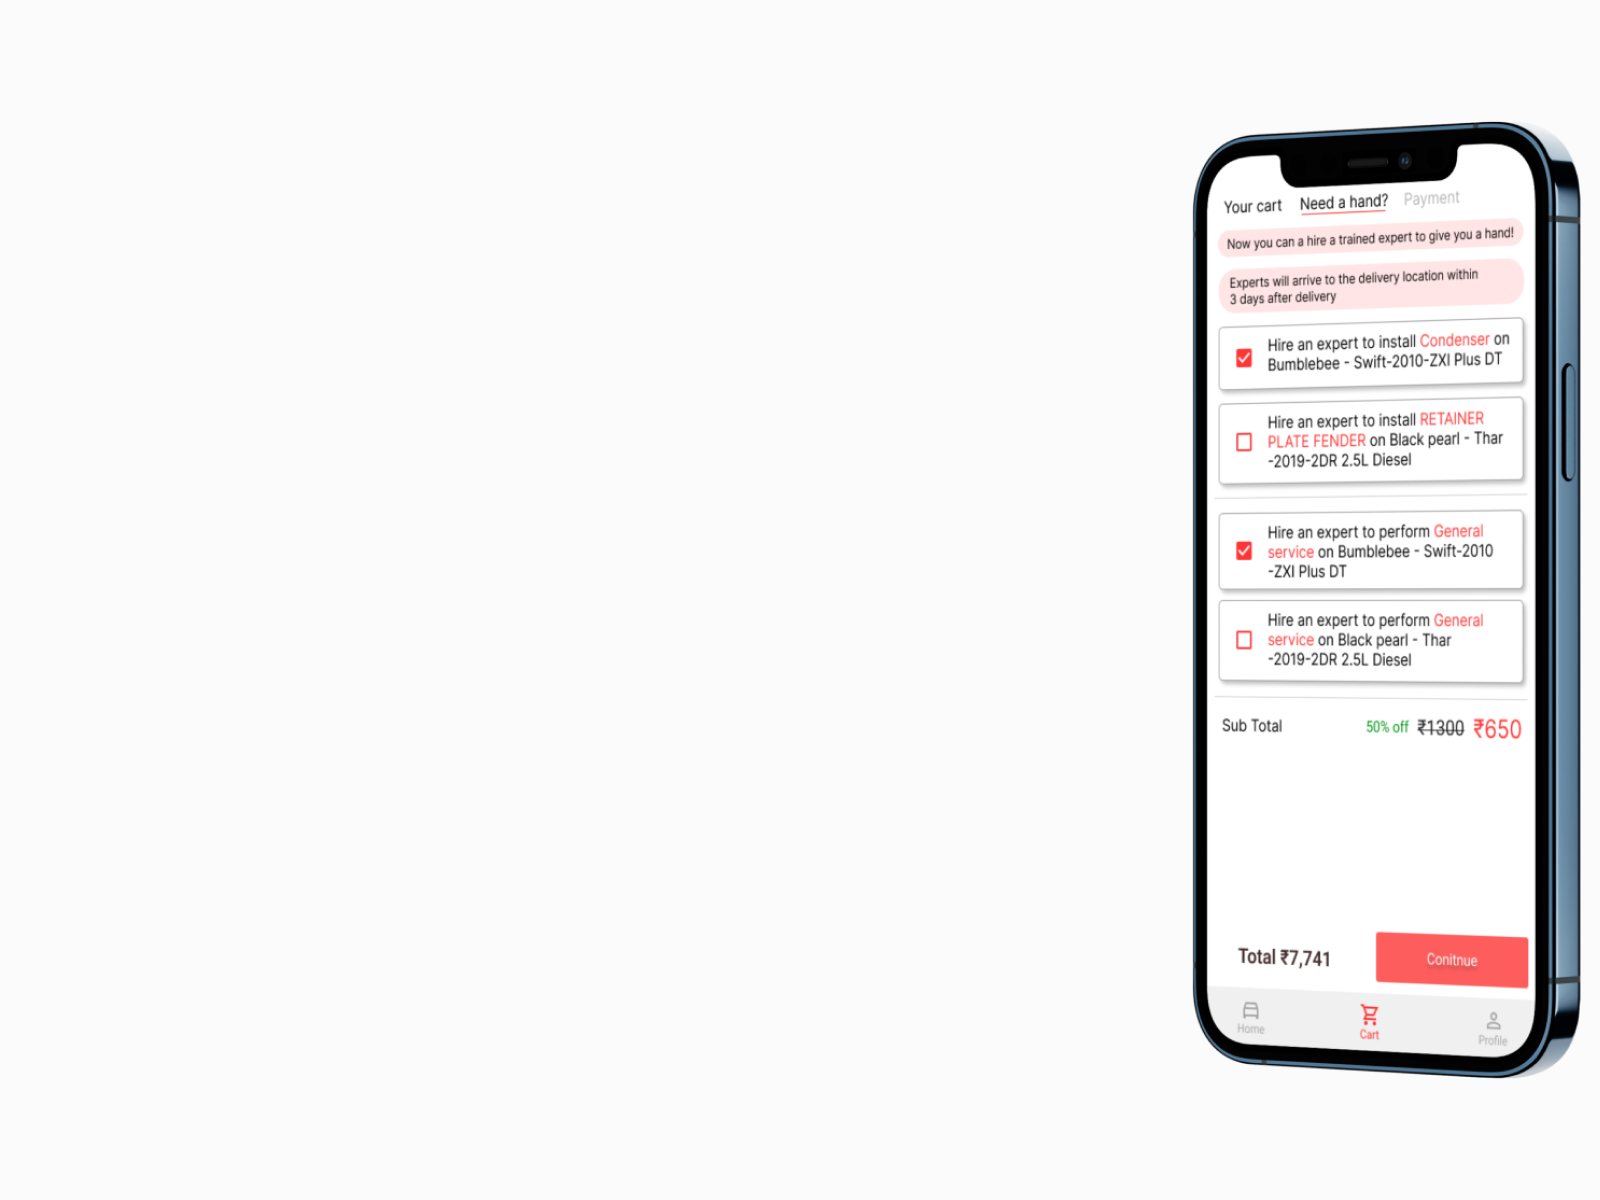 Your cart Need a hand? Payment
Now you can a hire a trained expert to give you a hand!
Experts will arrive to the delivery location within
3 days after delivery
Hire an expert to install Condenser on
Bumblebee - Swift-2010-ZXI Plus DT
Hire an expert to install RETAINER
PLATE FENDER on Black pearl - Thar
-2019-2DR 2.5L Diesel
Hire an expert to perform General
service on Bumblebee - Swift-2010
-ZXI Plus DT
Hire an expert to perform General
service on Black pearl - Thar
-2019-2DR 2.5L Diesel
Sub Total 50% off ₹1300 ₹650
Total ₹7,741 Conitnue
Home Cart Profile